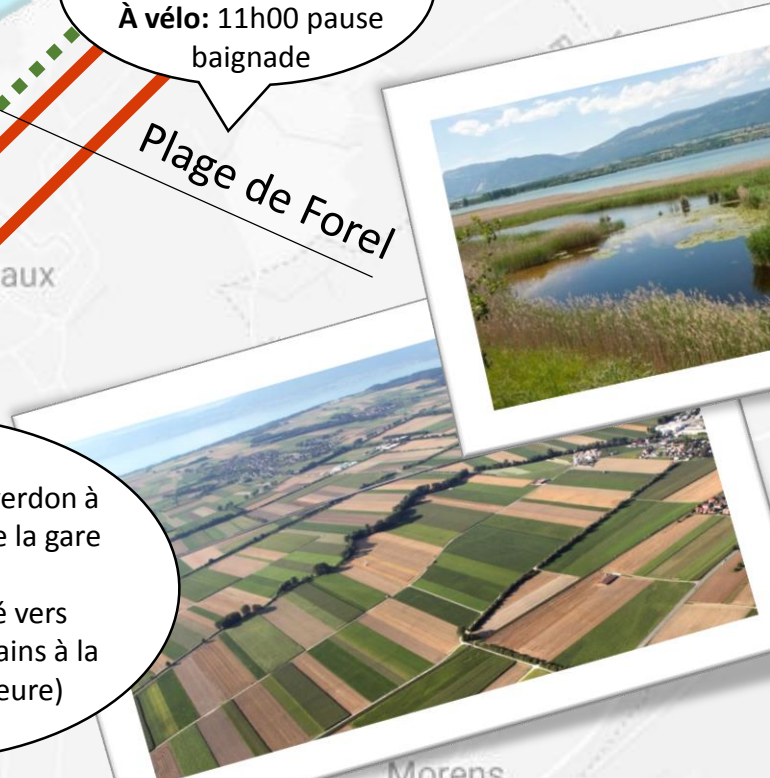 À vélo: 11h00 pause
baignade
Plage de Forel
aux
erdon à
e la gare
é vers
ains à la
eure)
Morens